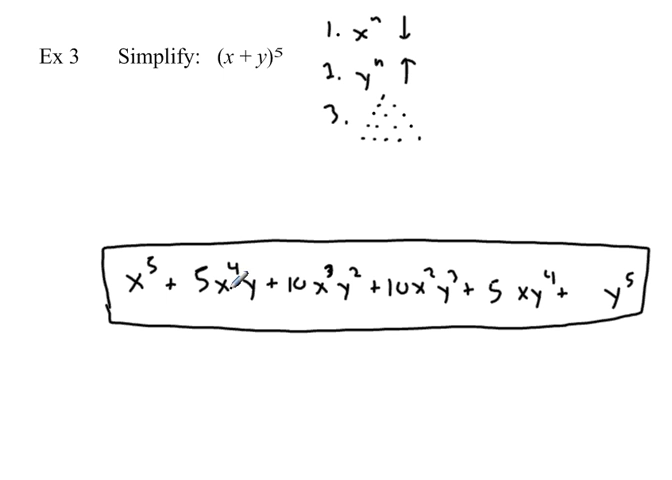 1. xⁿ ↓
Ex 3 Simplify: (x + y)⁵
2. yⁿ ↑
3.
x⁵ + 5x⁴y + 10x³y² + 10x²y³ + 5xy⁴ + y⁵